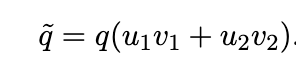 q̃ = q(u₁v₁ + u₂v₂).